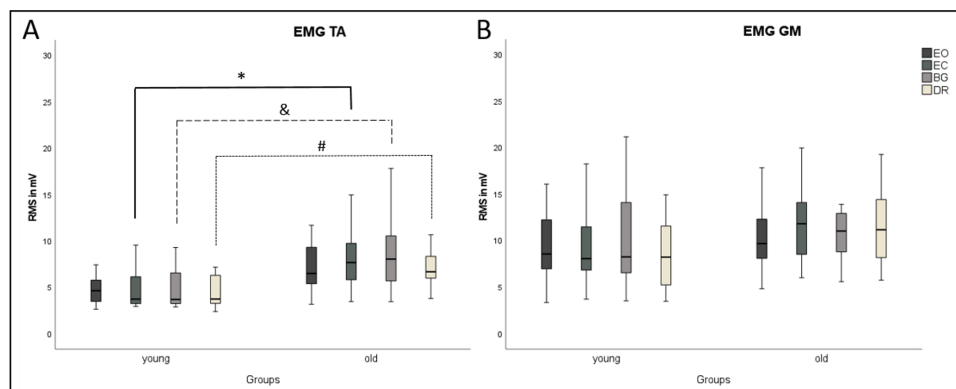 A
EMG TA
30
25
20
15
10
5
0
RMS in mV
*
&
#
young
old
Groups
B
EMG GM
30
25
20
15
10
5
0
RMS in mV
young
old
Groups
EO
EC
BG
DR